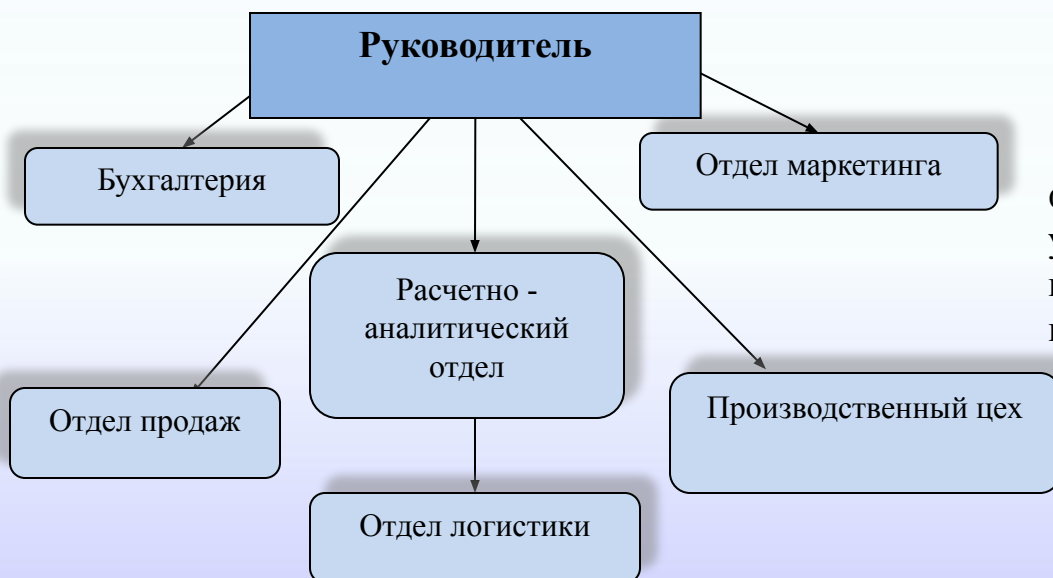 Руководитель
Бухгалтерия
Отдел маркетинга
Расчетно -
аналитический
отдел
Отдел продаж
Производственный цех
Отдел логистики